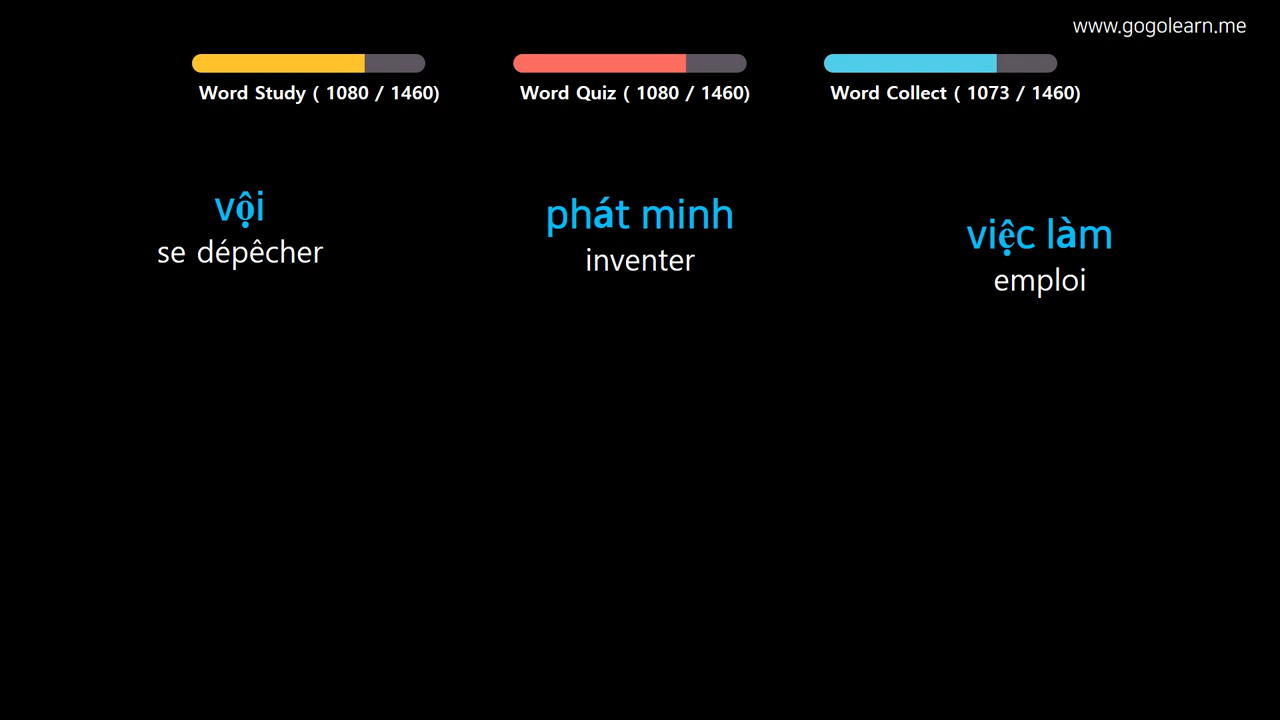 www.gogolearn.me
Word Study ( 1080 / 1460)
Word Quiz ( 1080 / 1460)
Word Collect ( 1073 / 1460)
vội
se dépêcher
phát minh
inventer
việc làm
emploi